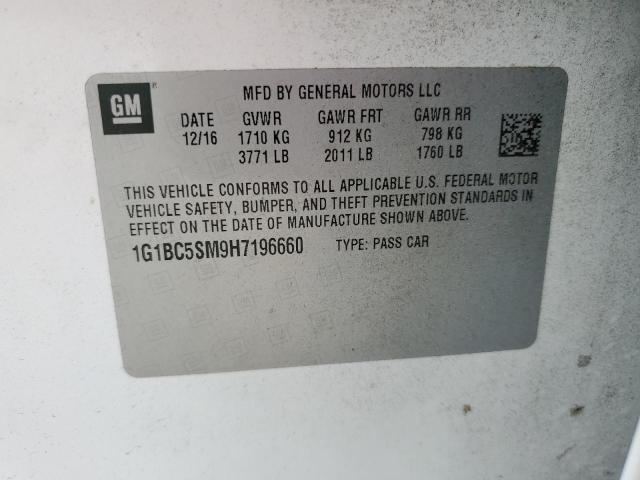 GM
MFD BY GENERAL MOTORS LLC
DATE GVWR GAWR FRT GAWR RR
12/16 1710 KG 912 KG 798 KG
3771 LB 2011 LB 1760 LB
THIS VEHICLE CONFORMS TO ALL APPLICABLE U.S. FEDERAL MOTOR
VEHICLE SAFETY, BUMPER, AND THEFT PREVENTION STANDARDS IN
EFFECT ON THE DATE OF MANUFACTURE SHOWN ABOVE.
1G1BC5SM9H7196660 TYPE: PASS CAR